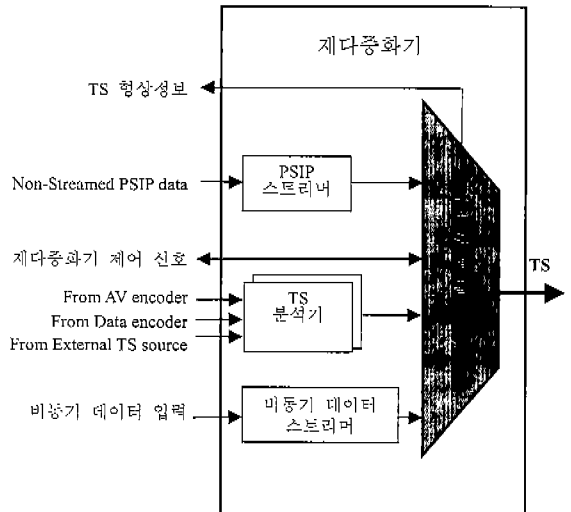 재다중화기
TS 형상정보
PSIP
스트리머
Non-Streamed PSIP data
재다중화기 제어 신호
TS
From AV encoder
From Data encoder
From External TS source
TS
분석기
비동기 데이터 입력
비동기 데이터
스트리머